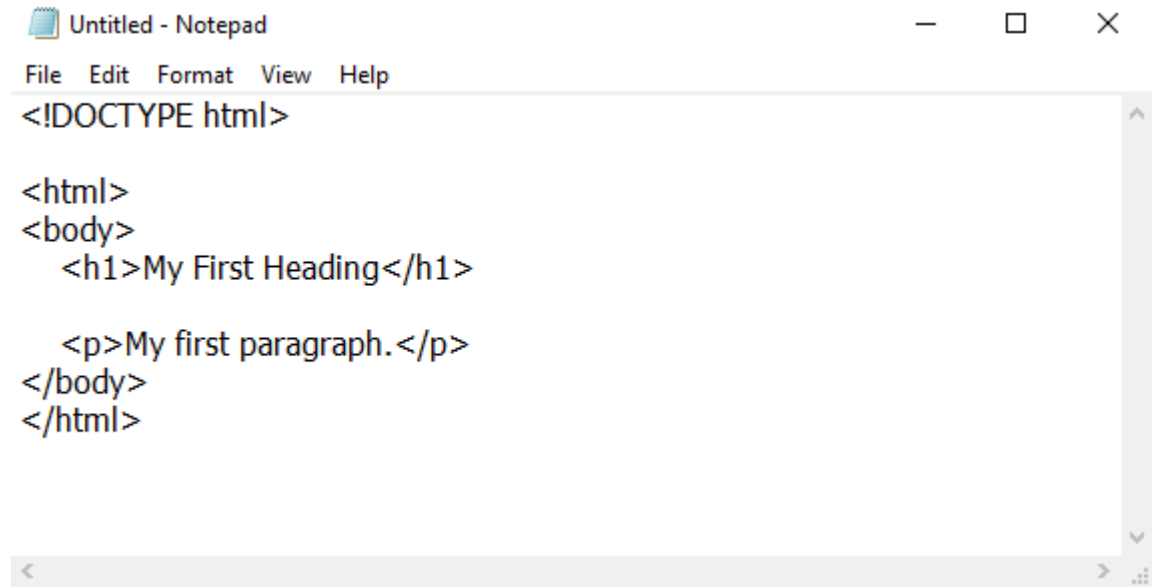 Untitled - Notepad
File Edit Format View Help
<!DOCTYPE html>
<html>
<body>
<h1>My First Heading</h1>
<p>My first paragraph.</p>
</body>
</html>